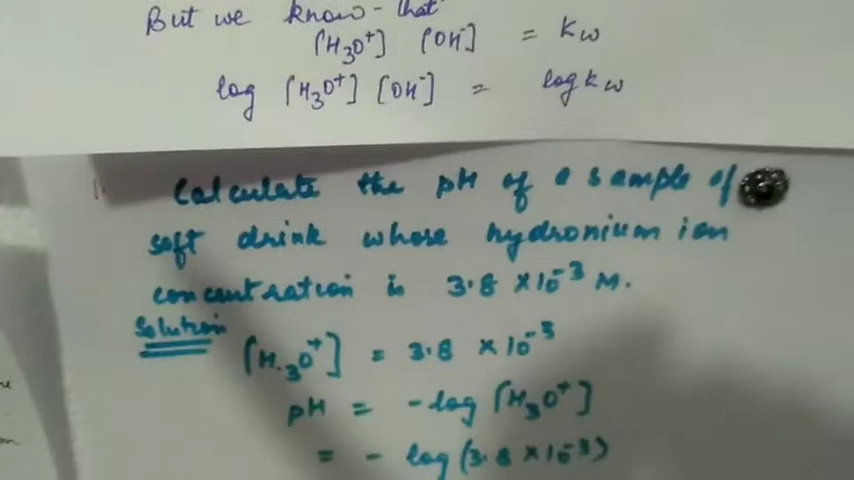 But we know - that
[H₃O⁺] [OH⁻] = Kw
log [H₃O⁺] [OH⁻] = log Kw
Calculate the pH of a sample of
soft drink whose hydronium ion
concentration is 3.8 × 10⁻³ M.
Solution
[H₃O⁺] = 3.8 × 10⁻³
pH = - log [H₃O⁺]
= - log (3.8 × 10⁻³)